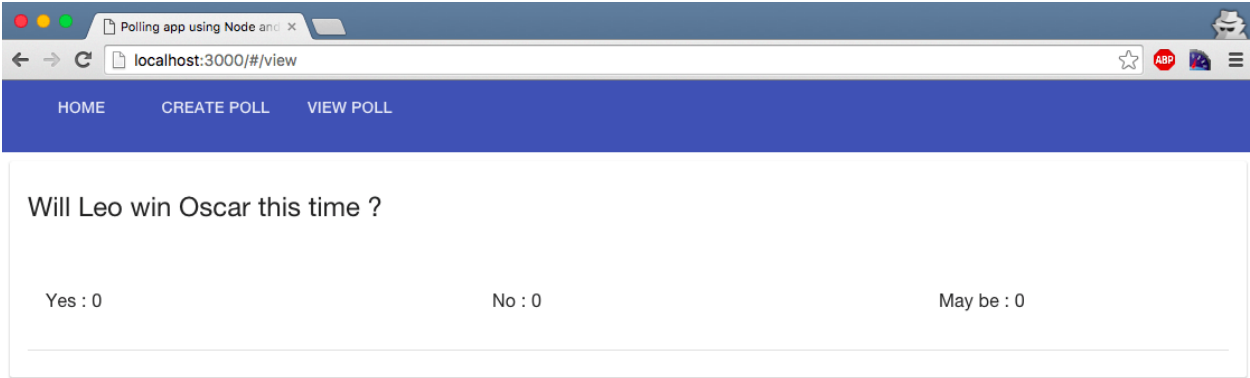 Polling app using Node and
localhost:3000/#/view
ABP
HOME CREATE POLL VIEW POLL
Will Leo win Oscar this time ?
Yes : 0 No : 0 May be : 0